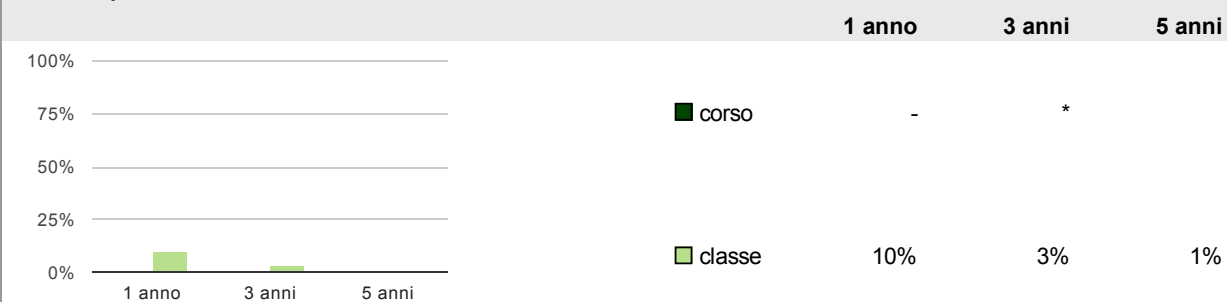 1 anno 3 anni 5 anni
100%
75%
50%
25%
0%
1 anno 3 anni 5 anni
corso - *
classe 10% 3% 1%